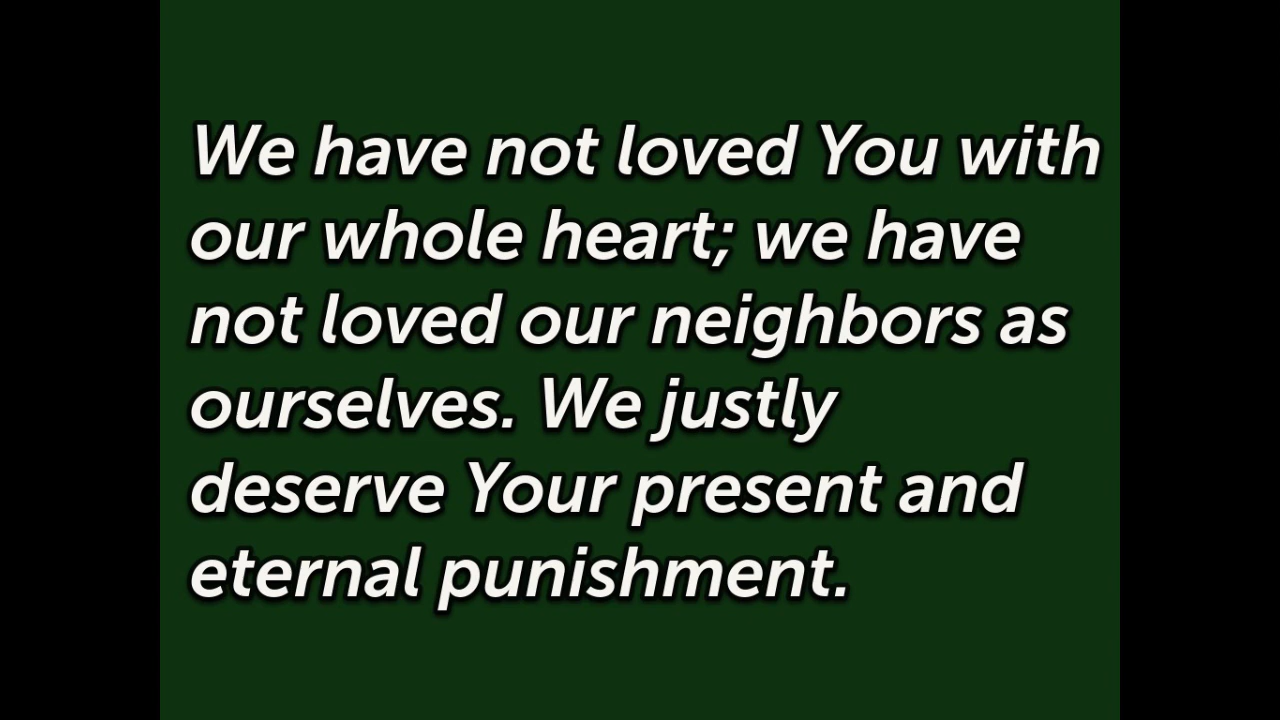 We have not loved You with
our whole heart; we have
not loved our neighbors as
ourselves. We justly
deserve Your present and
eternal punishment.